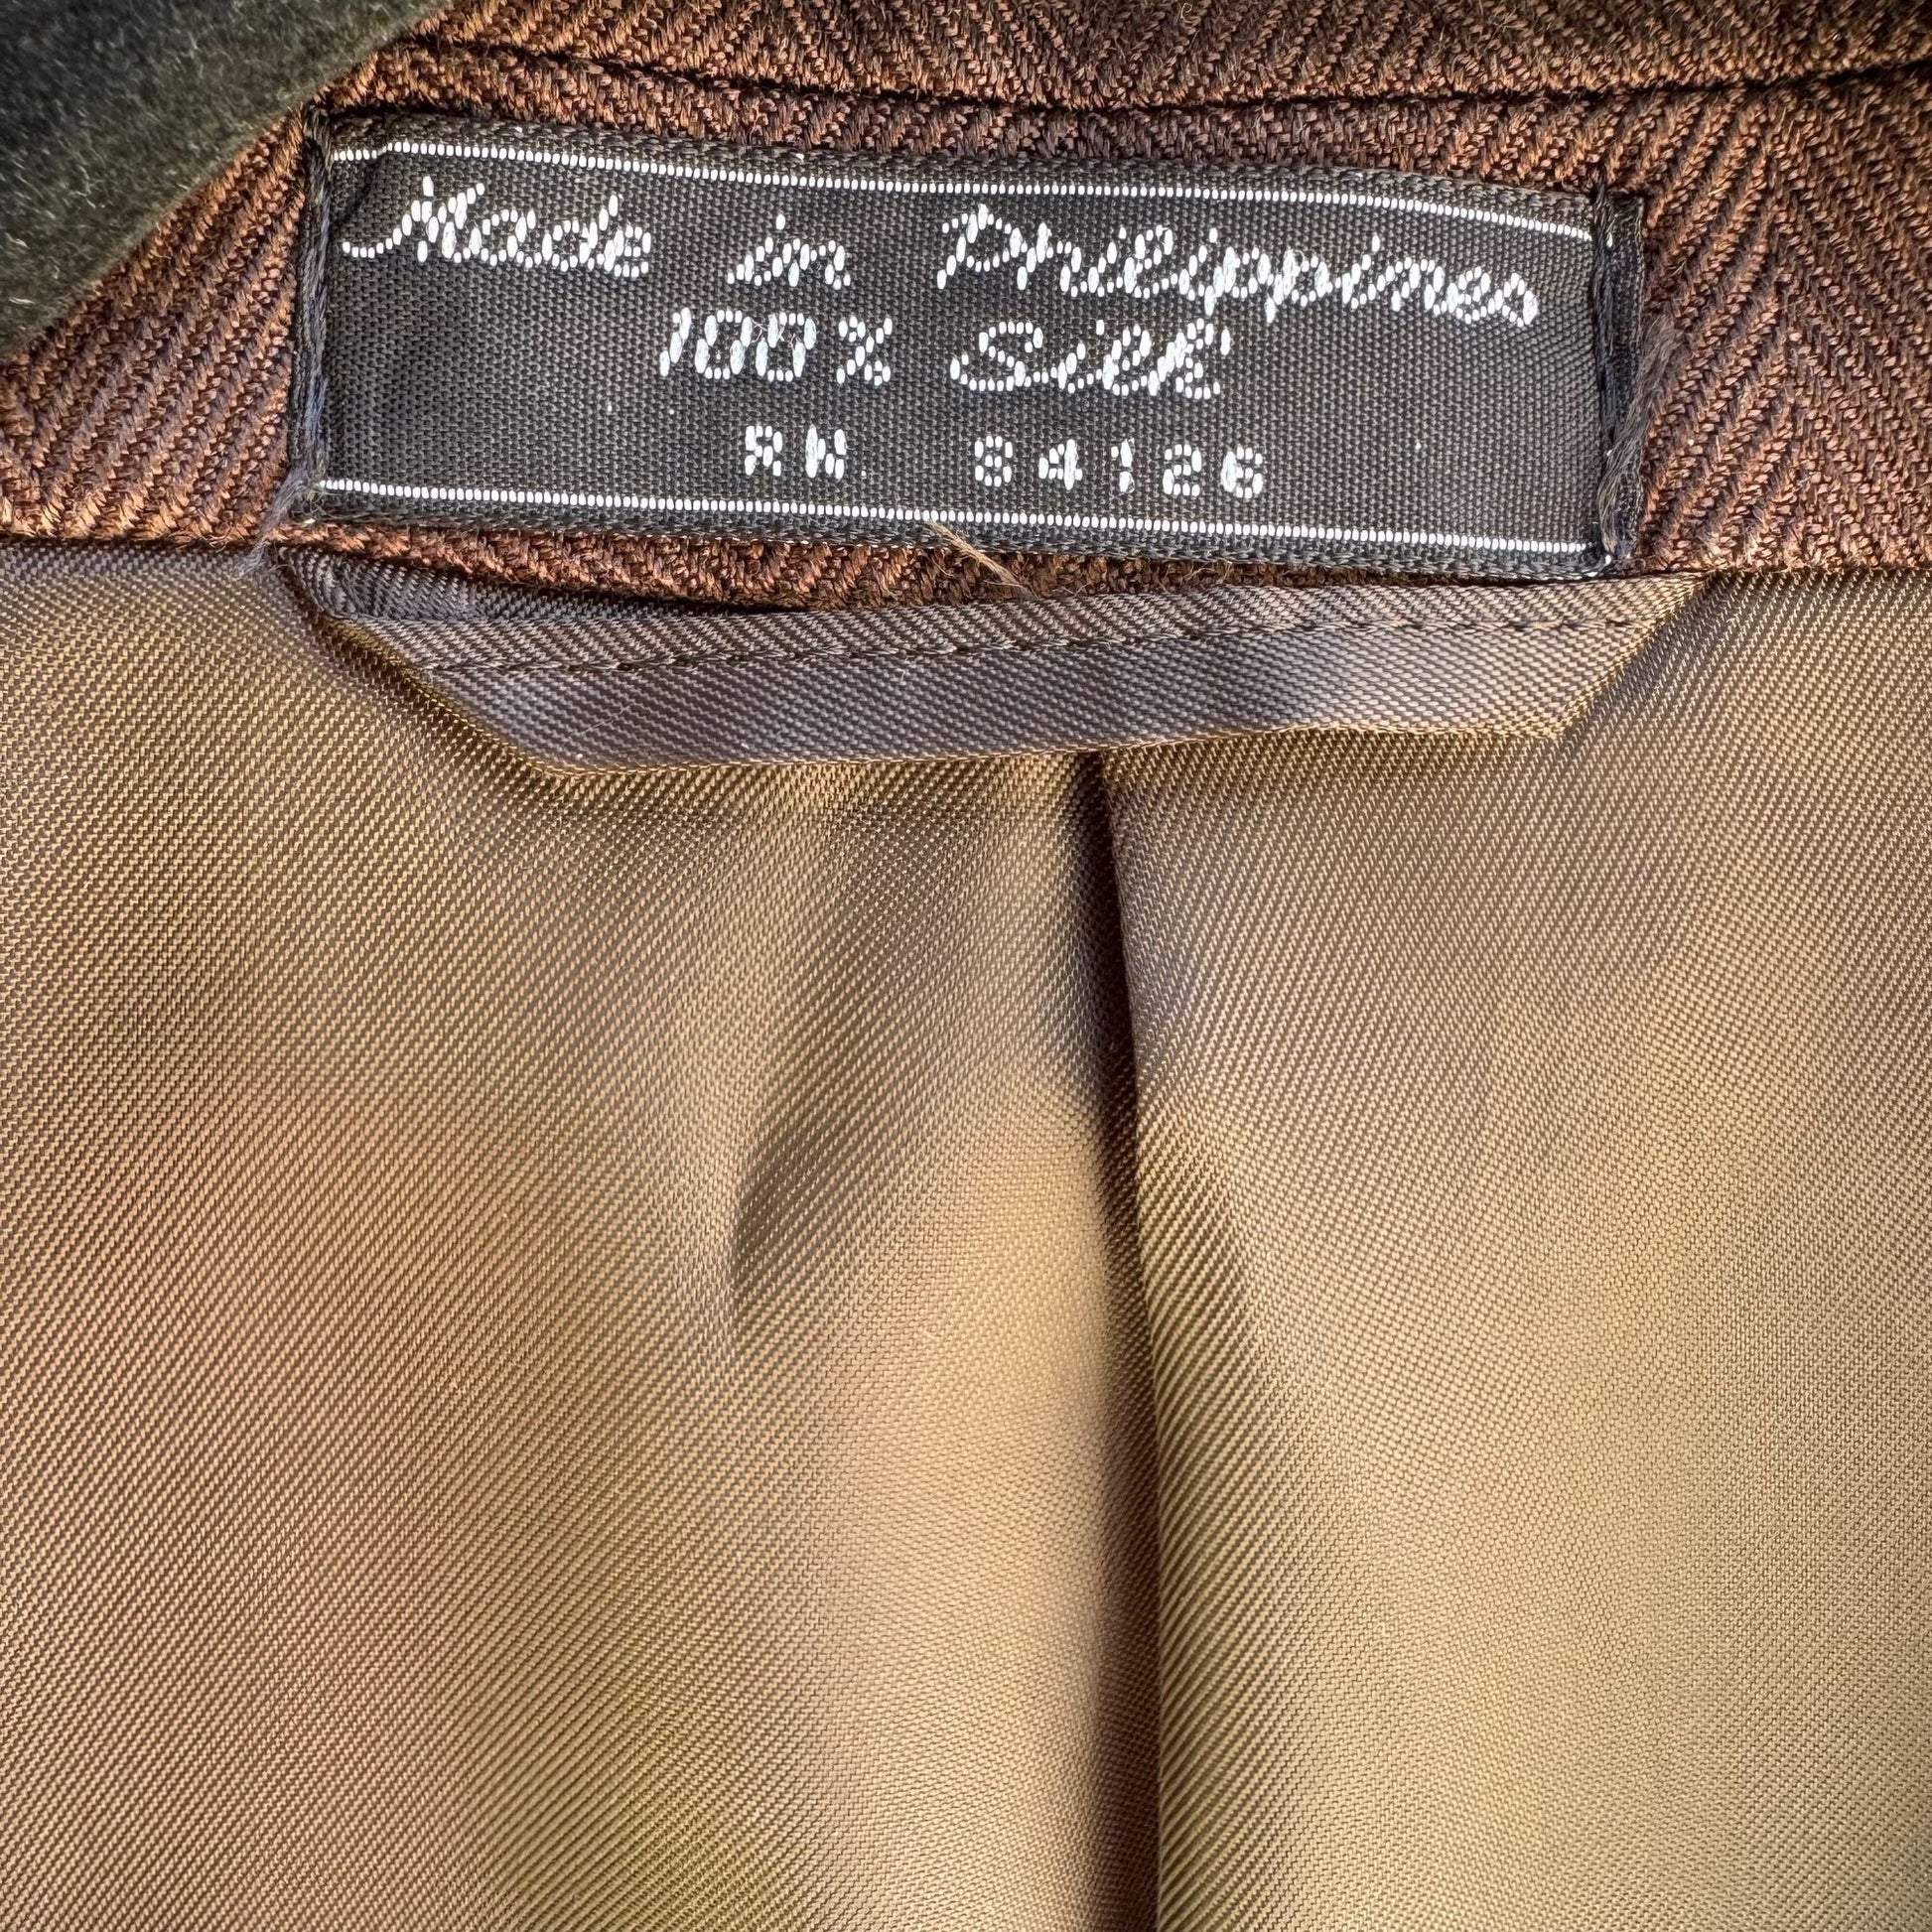 Made in Philippines
100% Silk
RN 84126